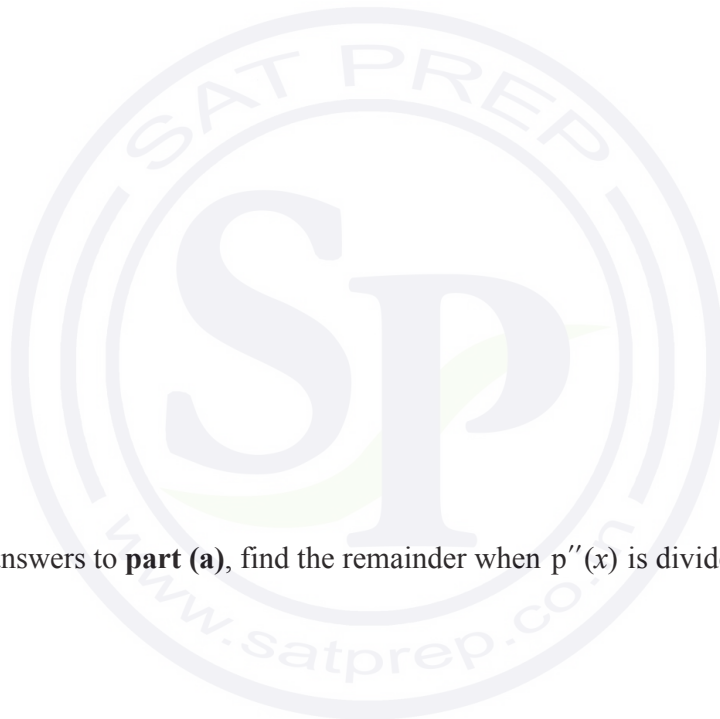 SAT PREP
SP
nswers to part (a), find the remainder when p″(x) is divid
www.satprep.co